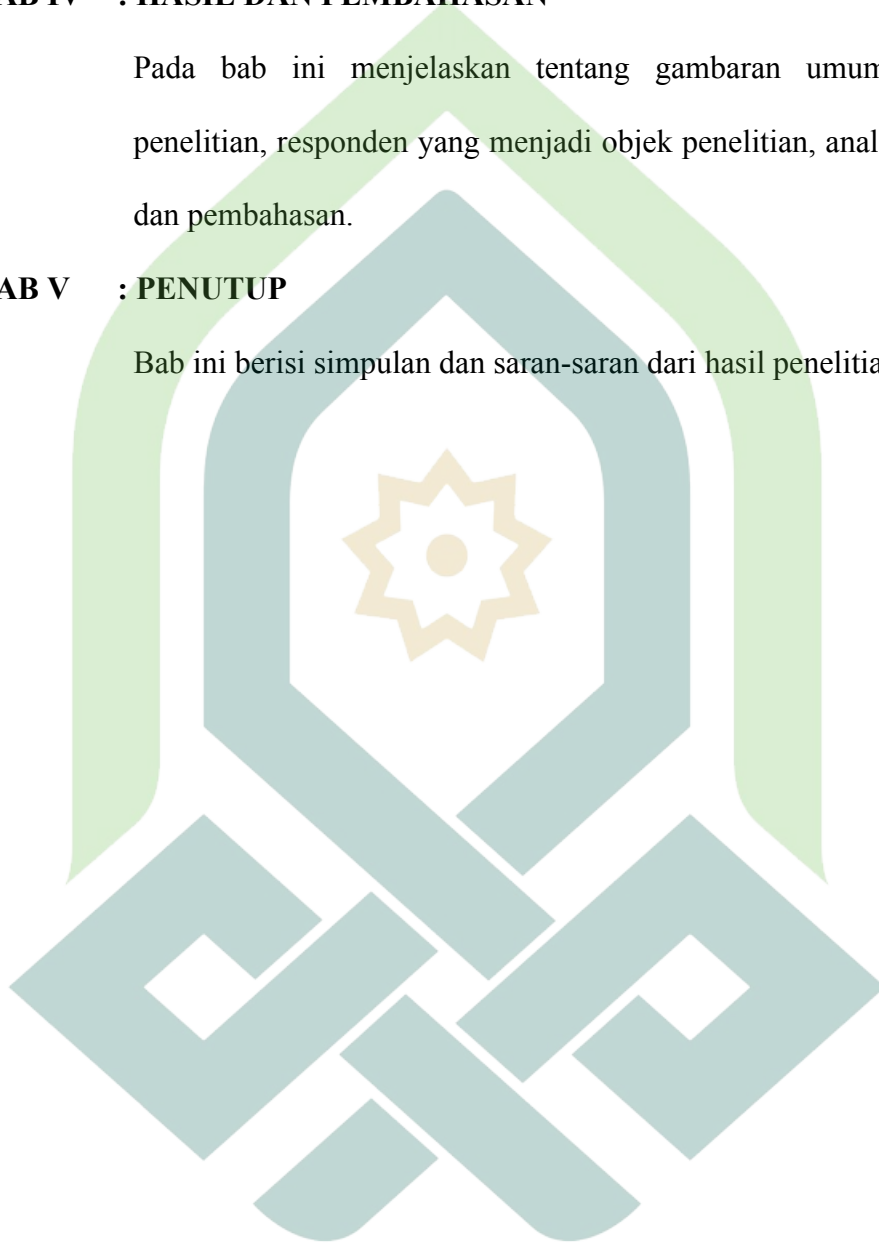 AB IV : HASIL DAN PEMBAHASAN
Pada bab ini menjelaskan tentang gambaran umum
penelitian, responden yang menjadi objek penelitian, anal
dan pembahasan.
AB V : PENUTUP
Bab ini berisi simpulan dan saran-saran dari hasil penelitia